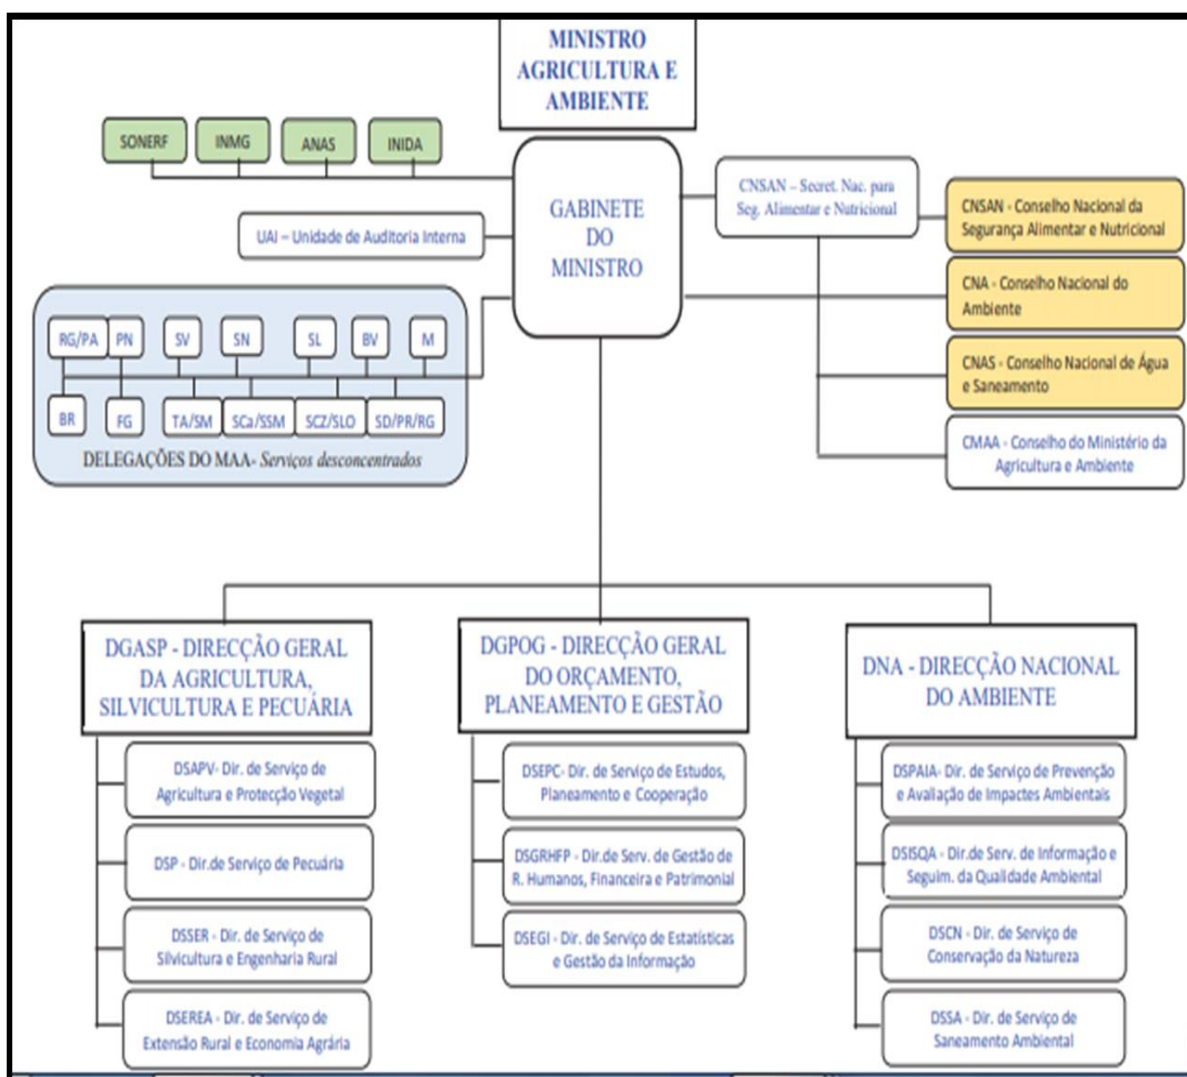 MINISTRO
AGRICULTURA E
AMBIENTE
SONERF
INMG
ANAS
INIDA
GABINETE
DO
MINISTRO
CNSAN – Secret. Nac. para
Seg. Alimentar e Nutricional
UAI – Unidade de Auditoria Interna
CNSAN - Conselho Nacional da
Segurança Alimentar e Nutricional
CNA - Conselho Nacional do
Ambiente
CNAS - Conselho Nacional de Água
e Saneamento
CMAA – Conselho do Ministério da
Agricultura e Ambiente
RG/PA
PN
SV
SN
SL
BV
M
BR
FG
TA/SM
SCa/SSM
SCZ/SLO
SD/PR/RG
DELEGAÇÕES DO MAA- Serviços desconcentrados
DGASP - DIRECÇÃO GERAL
DA AGRICULTURA,
SILVICULTURA E PECUÁRIA
DSAPV- Dir. de Serviço de
Agricultura e Protecção Vegetal
DSP - Dir.de Serviço de Pecuária
DSSER - Dir. de Serviço de
Silvicultura e Engenharia Rural
DSEREA - Dir. de Serviço de
Extensão Rural e Economia Agrária
DGPOG - DIRECÇÃO GERAL
DO ORÇAMENTO,
PLANEAMENTO E GESTÃO
DSEPC- Dir. de Serviço de Estudos,
Planeamento e Cooperação
DSGRHFP - Dir.de Serv. de Gestão de
R. Humanos, Financeira e Patrimonial
DSEGI - Dir. de Serviço de Estatísticas
e Gestão da Informação
DNA - DIRECÇÃO NACIONAL
DO AMBIENTE
DSPAIA- Dir. de Serviço de Prevenção
e Avaliação de Impactes Ambientais
DSISQA - Dir.de Serv. de Informação e
Seguim. da Qualidade Ambiental
DSCN - Dir. de Serviço de
Conservação da Natureza
DSSA - Dir. de Serviço de
Saneamento Ambiental